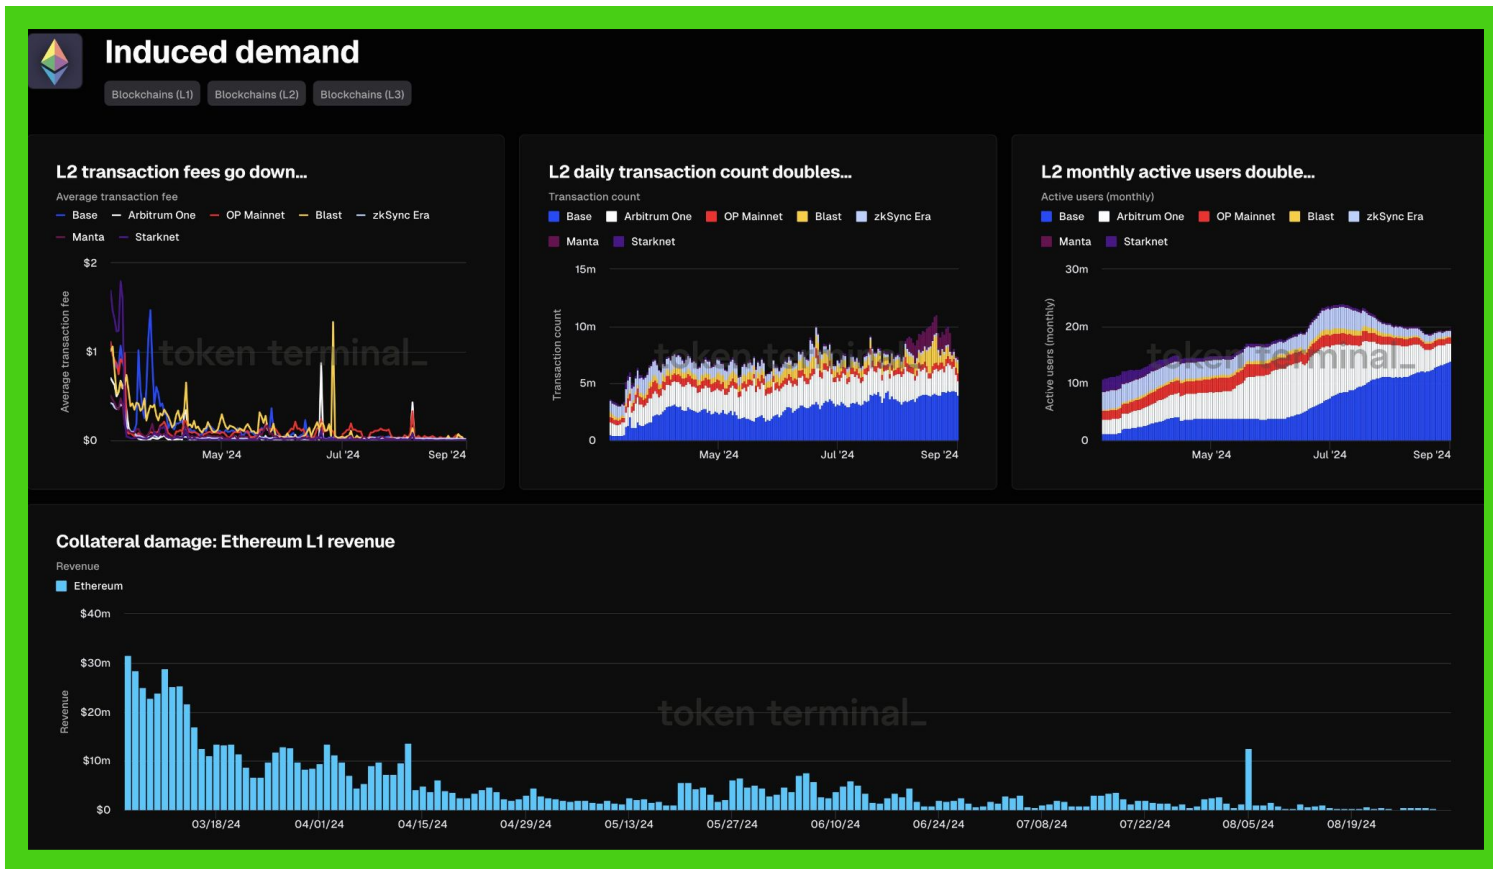 Induced demand
Blockchains (L1) Blockchains (L2) Blockchains (L3)
L2 transaction fees go down...
Average transaction fee
Base Arbitrum One OP Mainnet Blast zkSync Era
Manta Starknet
Average transaction fee
$2
$1
$0
May '24 Jul '24 Sep '24
token terminal_
L2 daily transaction count doubles...
Transaction count
Base Arbitrum One OP Mainnet Blast zkSync Era
Manta Starknet
Transaction count
15m
10m
5m
0
May '24 Jul '24 Sep '24
token terminal_
L2 monthly active users double...
Active users (monthly)
Base Arbitrum One OP Mainnet Blast zkSync Era
Manta Starknet
Active users (monthly)
30m
20m
10m
0
May '24 Jul '24 Sep '24
token terminal_
Collateral damage: Ethereum L1 revenue
Revenue
Ethereum
Revenue
$40m
$30m
$20m
$10m
$0
03/18/24 04/01/24 04/15/24 04/29/24 05/13/24 05/27/24 06/10/24 06/24/24 07/08/24 07/22/24 08/05/24 08/19/24
token terminal_